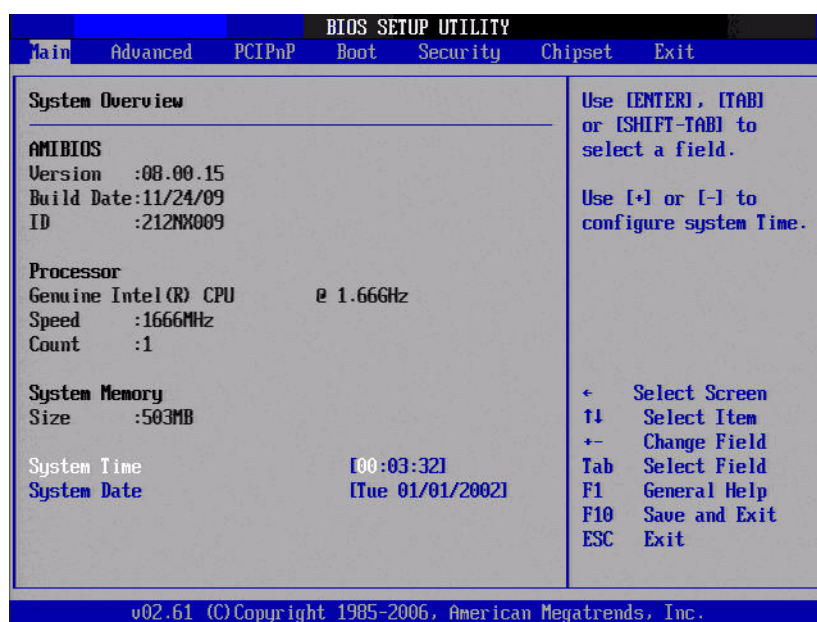 BIOS SETUP UTILITY
Main Advanced PCIPnP Boot Security Chipset Exit
System Overview
AMIBIOS
Version :08.00.15
Build Date:11/24/09
ID :212NX009
Processor
Genuine Intel(R) CPU @ 1.66GHz
Speed :1666MHz
Count :1
System Memory
Size :503MB
System Time [00:03:32]
System Date [Tue 01/01/2002]
Use [ENTER], [TAB]
or [SHIFT-TAB] to
select a field.
Use [+] or [-] to
configure system Time.
← Select Screen
↑↓ Select Item
+- Change Field
Tab Select Field
F1 General Help
F10 Save and Exit
ESC Exit
v02.61 (C)Copyright 1985-2006, American Megatrends, Inc.